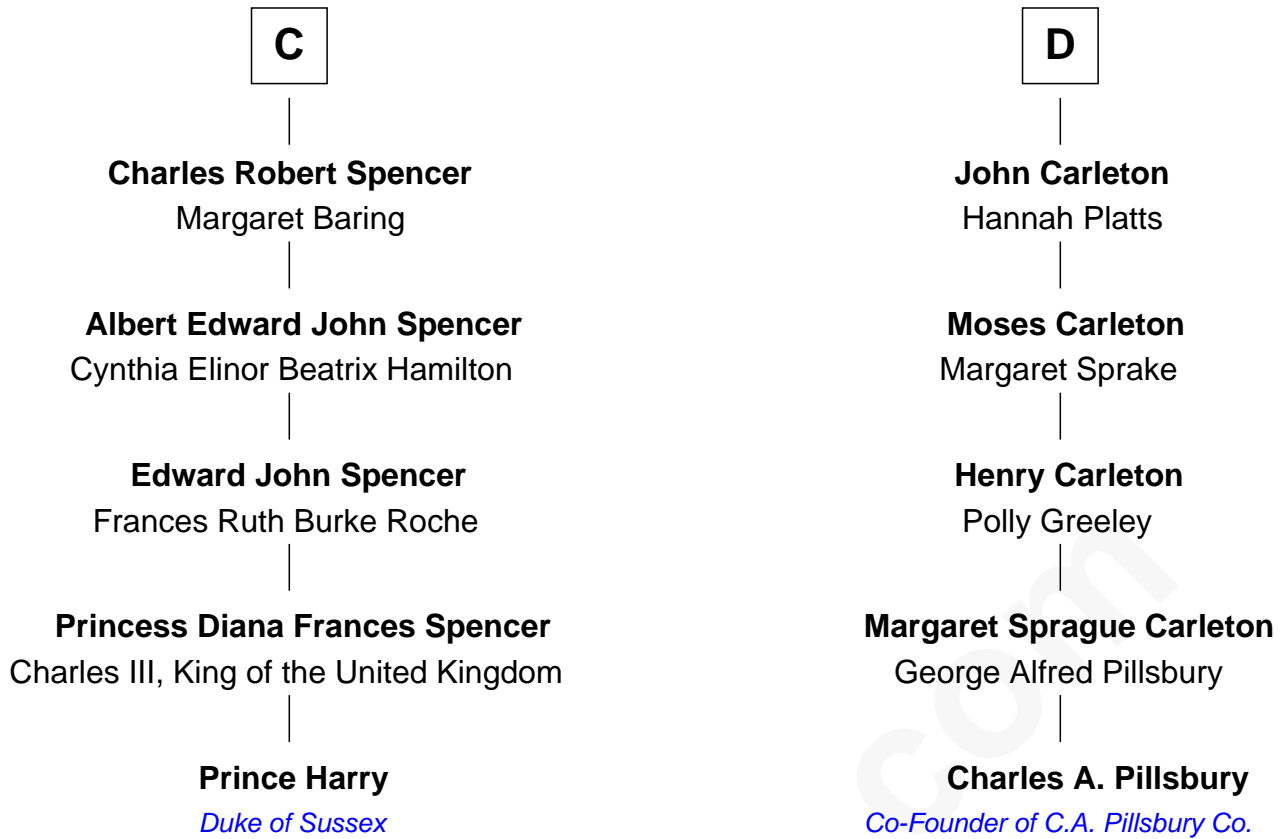 C
Charles Robert Spencer
Margaret Baring
Albert Edward John Spencer
Cynthia Elinor Beatrix Hamilton
Edward John Spencer
Frances Ruth Burke Roche
Princess Diana Frances Spencer
Charles III, King of the United Kingdom
Prince Harry
Duke of Sussex
D
John Carleton
Hannah Platts
Moses Carleton
Margaret Sprake
Henry Carleton
Polly Greeley
Margaret Sprague Carleton
George Alfred Pillsbury
Charles A. Pillsbury
Co-Founder of C.A. Pillsbury Co.
com